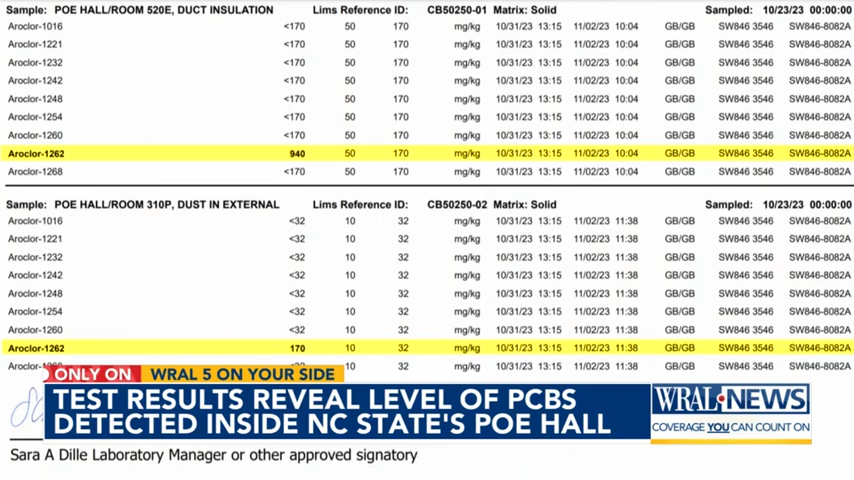 Sample: POE HALL/ROOM 520E, DUCT INSULATION Lims Reference ID: CB50250-01 Matrix: Solid Sampled: 10/23/23 00:00:00
Aroclor-1016 <170 50 170 mg/kg 10/31/23 13:15 11/02/23 10:04 GB/GB SW846 3546 SW846-8082A
Aroclor-1221 <170 50 170 mg/kg 10/31/23 13:15 11/02/23 10:04 GB/GB SW846 3546 SW846-8082A
Aroclor-1232 <170 50 170 mg/kg 10/31/23 13:15 11/02/23 10:04 GB/GB SW846 3546 SW846-8082A
Aroclor-1242 <170 50 170 mg/kg 10/31/23 13:15 11/02/23 10:04 GB/GB SW846 3546 SW846-8082A
Aroclor-1248 <170 50 170 mg/kg 10/31/23 13:15 11/02/23 10:04 GB/GB SW846 3546 SW846-8082A
Aroclor-1254 <170 50 170 mg/kg 10/31/23 13:15 11/02/23 10:04 GB/GB SW846 3546 SW846-8082A
Aroclor-1260 <170 50 170 mg/kg 10/31/23 13:15 11/02/23 10:04 GB/GB SW846 3546 SW846-8082A
Aroclor-1262 940 50 170 mg/kg 10/31/23 13:15 11/02/23 10:04 GB/GB SW846 3546 SW846-8082A
Aroclor-1268 <170 50 170 mg/kg 10/31/23 13:15 11/02/23 10:04 GB/GB SW846 3546 SW846-8082A
Sample: POE HALL/ROOM 310P, DUST IN EXTERNAL Lims Reference ID: CB50250-02 Matrix: Solid Sampled: 10/23/23 00:00:00
Aroclor-1016 <32 10 32 mg/kg 10/31/23 13:15 11/02/23 11:38 GB/GB SW846 3546 SW846-8082A
Aroclor-1221 <32 10 32 mg/kg 10/31/23 13:15 11/02/23 11:38 GB/GB SW846 3546 SW846-8082A
Aroclor-1232 <32 10 32 mg/kg 10/31/23 13:15 11/02/23 11:38 GB/GB SW846 3546 SW846-8082A
Aroclor-1242 <32 10 32 mg/kg 10/31/23 13:15 11/02/23 11:38 GB/GB SW846 3546 SW846-8082A
Aroclor-1248 <32 10 32 mg/kg 10/31/23 13:15 11/02/23 11:38 GB/GB SW846 3546 SW846-8082A
Aroclor-1254 <32 10 32 mg/kg 10/31/23 13:15 11/02/23 11:38 GB/GB SW846 3546 SW846-8082A
Aroclor-1260 <32 10 32 mg/kg 10/31/23 13:15 11/02/23 11:38 GB/GB SW846 3546 SW846-8082A
Aroclor-1262 170 10 32 mg/kg 10/31/23 13:15 11/02/23 11:38 GB/GB SW846 3546 SW846-8082A
mg/kg 10/31/23 13:15 11/02/23 11:38 GB/GB SW846 3546 SW846-8082A
ONLY ON WRAL 5 ON YOUR SIDE
TEST RESULTS REVEAL LEVEL OF PCBS
DETECTED INSIDE NC STATE'S POE HALL
WRAL NEWS
COVERAGE YOU CAN COUNT ON
Sara A Dille Laboratory Manager or other approved signatory